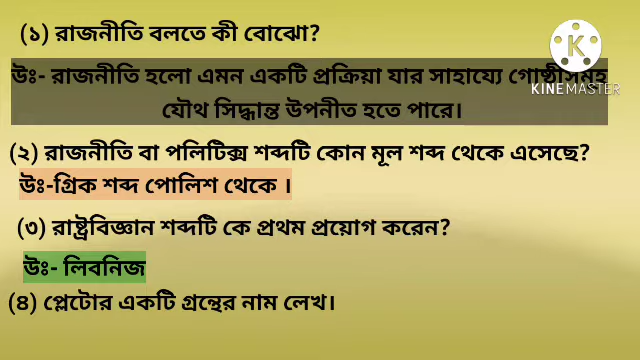 (১) রাজনীতি বলতে কী বোঝো?
উঃ- রাজনীতি হলো এমন একটি প্রক্রিয়া যার সাহায্যে গোষ্ঠীসমূহ
যৌথ সিদ্ধান্ত উপনীত হতে পারে।
(২) রাজনীতি বা পলিটিক্স শব্দটি কোন মূল শব্দ থেকে এসেছে?
উঃ-গ্রিক শব্দ পোলিশ থেকে ।
(৩) রাষ্ট্রবিজ্ঞান শব্দটি কে প্রথম প্রয়োগ করেন?
উঃ- লিবনিজ
(৪) প্লেটোর একটি গ্রন্থের নাম লেখ।
K
KINEMASTER